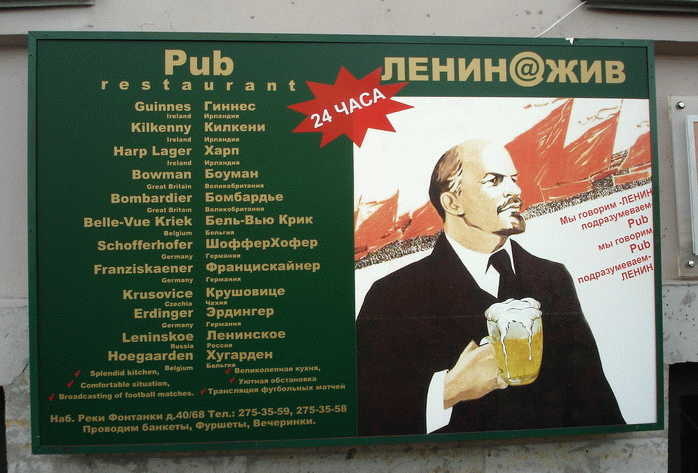 Pub
restaurant
Guinnes Гиннес
Ireland Ирландия
Kilkenny Килкени
Ireland Ирландия
Harp Lager Харп
Ireland Ирландия
Bowman Боуман
Great Britain Великобритания
Bombardier Бомбардье
Great Britain Великобритания
Belle-Vue Kriek Бель-Вью Крик
Belgium Бельгия
Schofferhofer ШофферХофер
Germany Германия
Franziskaener Францискайнер
Germany Германия
Krusovice Крушовице
Czechia Чехия
Erdinger Эрдингер
Germany Германия
Leninskoe Ленинское
Russia Россия
Hoegaarden Хугарден
Belgium Бельгия
Splendid kitchen, Великолепная кухня,
Comfortable situation, Уютная обстановка
Broadcasting of football matches. Трансляция футбольных матчей
Наб. Реки Фонтанки д.40/68 Тел.: 275-35-59, 275-35-58
Проводим банкеты, Фуршеты, Вечеринки.
24 ЧАСА
ЛЕНИН@ЖИВ
Мы говорим -ЛЕНИН
подразумеваем-
Pub
мы говорим
Pub
подразумеваем-
ЛЕНИН